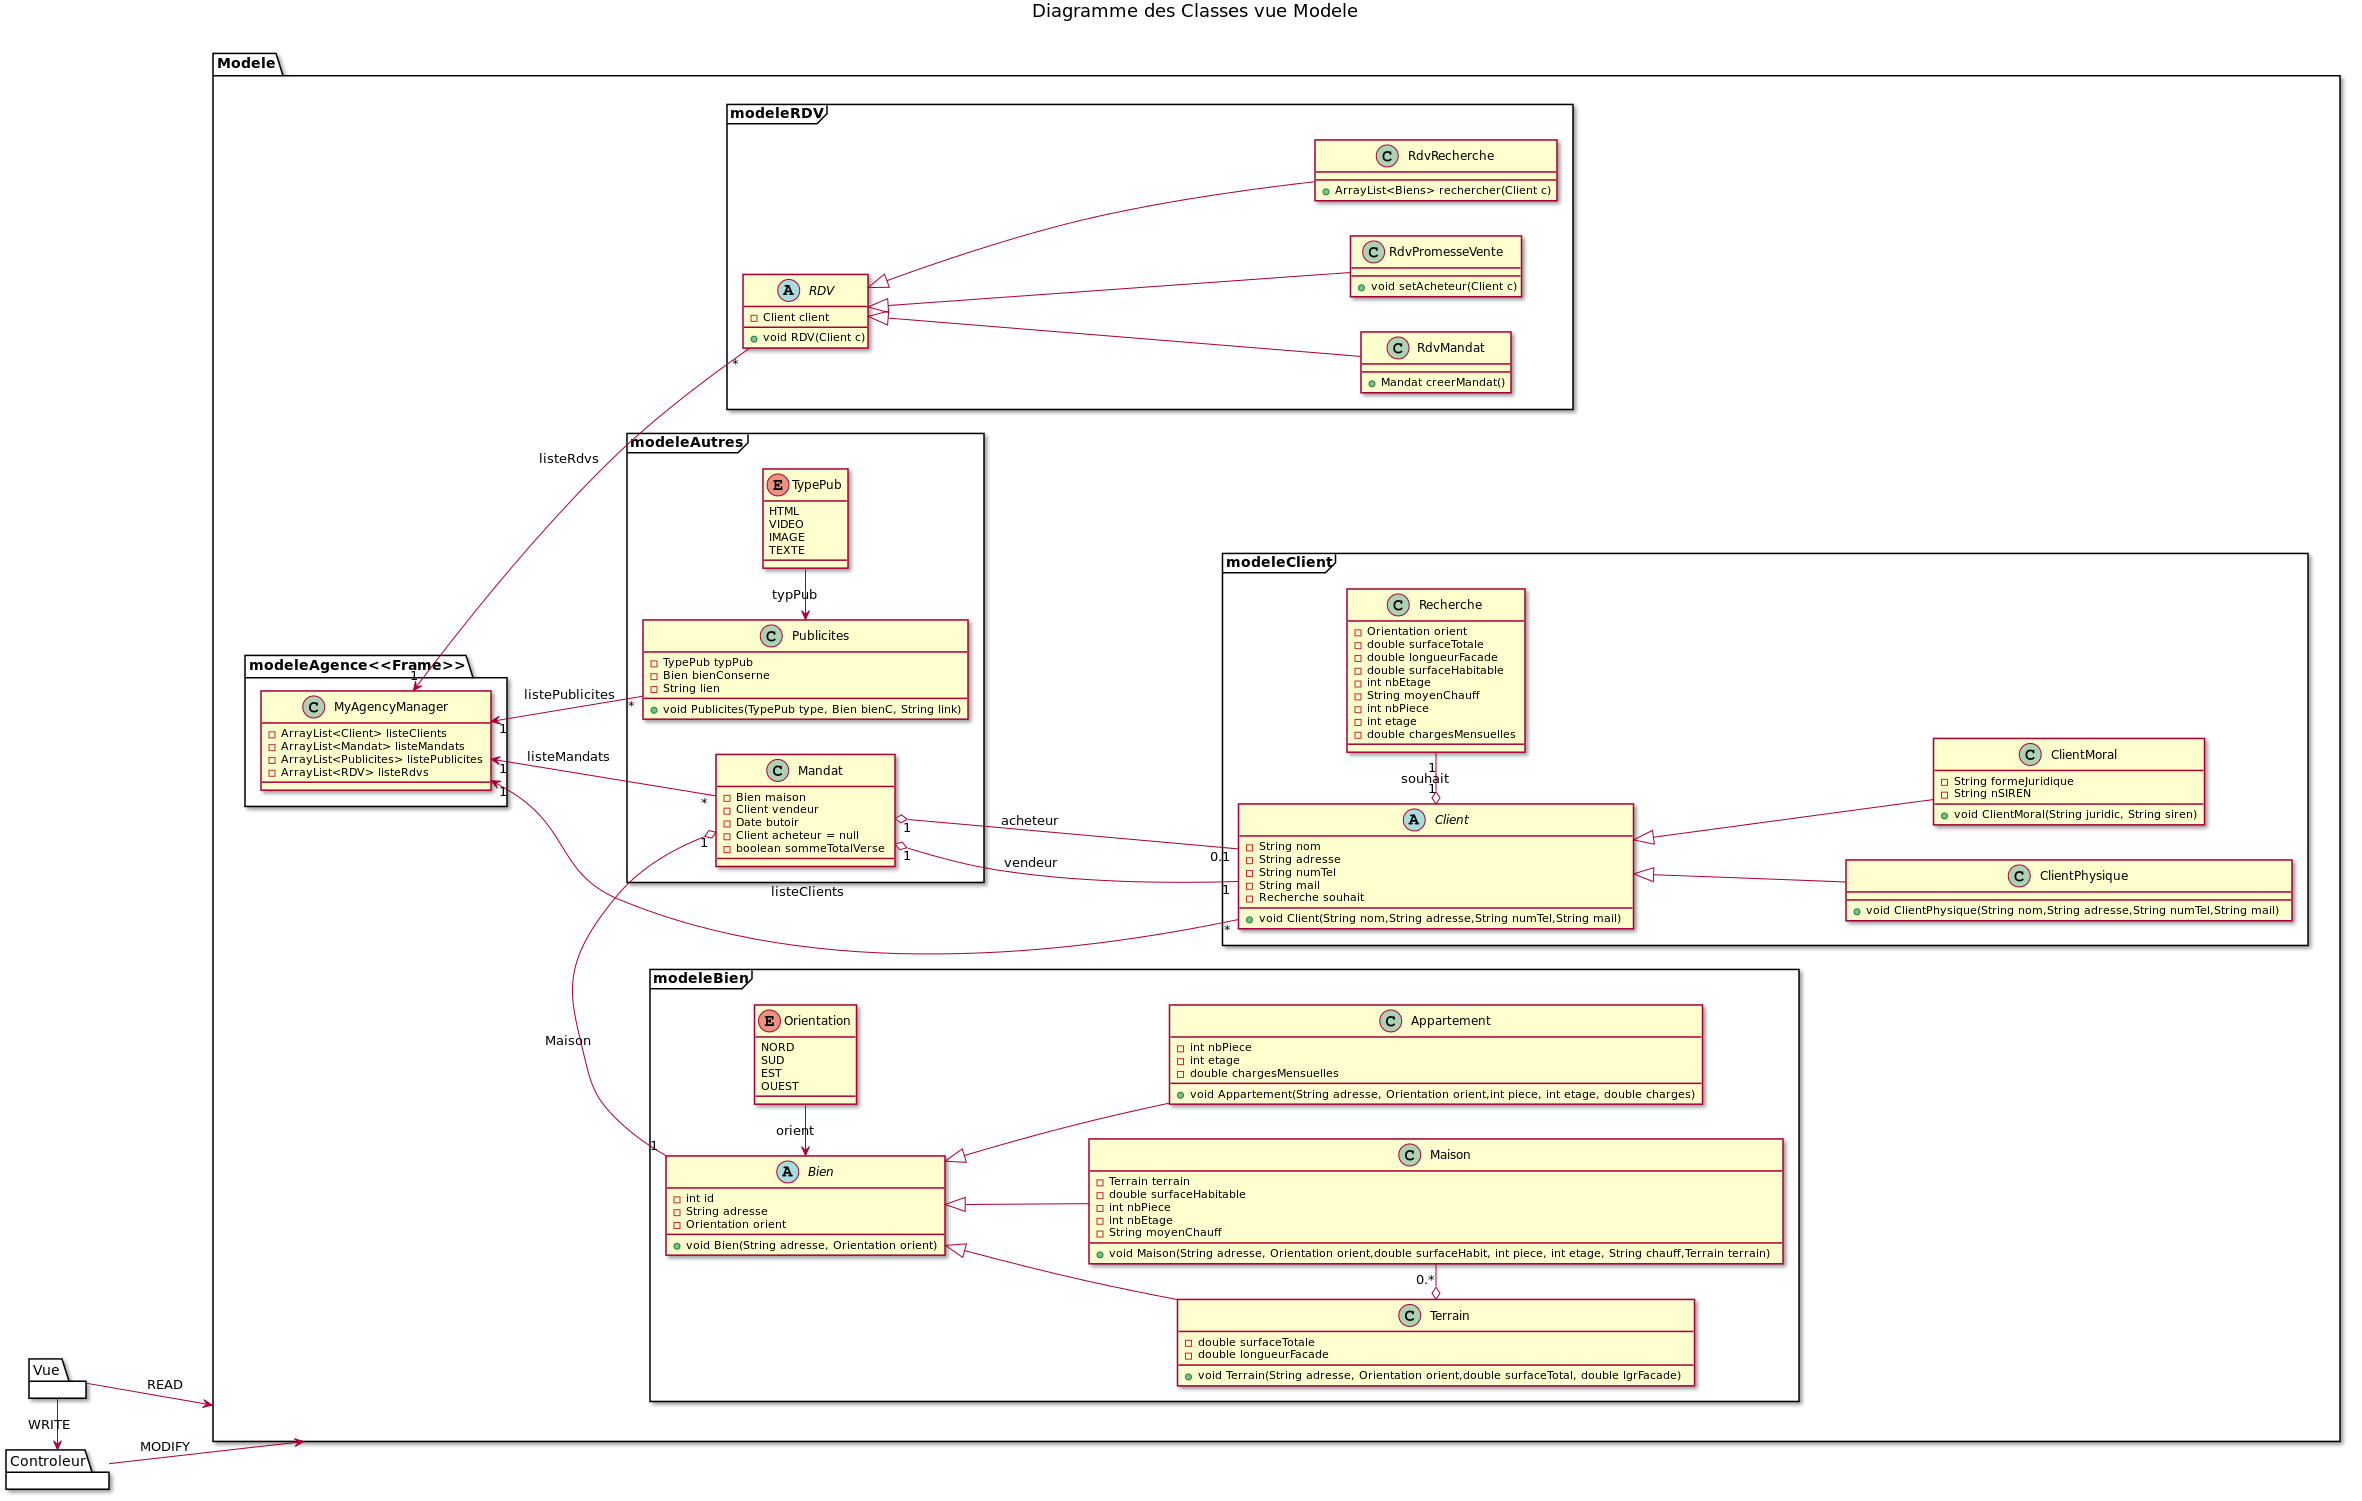 Diagramme des Classes vue Modele
Modele
modeleRDV
C RdvRecherche
ArrayList<Biens> rechercher(Client c)
C RdvPromesseVente
void setAcheteur(Client c)
A RDV
Client client
void RDV(Client c)
C RdvMandat
Mandat creerMandat()
*
listeRdvs
1
modeleAutres
E TypePub
HTML
VIDEO
IMAGE
TEXTE
typPub
C Publicites
TypePub typPub
Bien bienConserne
String lien
void Publicites(TypePub type, Bien bienC, String link)
modeleAgence<<Frame>>
C MyAgencyManager
ArrayList<Client> listeClients
ArrayList<Mandat> listeMandats
ArrayList<Publicites> listePublicites
ArrayList<RDV> listeRdvs
listePublicites
*
1
listeMandats
1
*
1
C Mandat
Bien maison
Client vendeur
Date butoir
Client acheteur = null
boolean sommeTotalVerse
1
1
1
acheteur
0.1
vendeur
1
listeClients
*
modeleClient
C Recherche
Orientation orient
double surfaceTotale
double longueurFacade
double surfaceHabitable
int nbEtage
String moyenChauff
int nbPiece
int etage
double chargesMensuelles
1
souhait
1
A Client
String nom
String adresse
String numTel
String mail
Recherche souhait
void Client(String nom,String adresse,String numTel,String mail)
C ClientMoral
String formeJuridique
String nSIREN
void ClientMoral(String juridic, String siren)
C ClientPhysique
void ClientPhysique(String nom,String adresse,String numTel,String mail)
modeleBien
E Orientation
NORD
SUD
EST
OUEST
orient
Maison
1
A Bien
int id
String adresse
Orientation orient
void Bien(String adresse, Orientation orient)
C Appartement
int nbPiece
int etage
double chargesMensuelles
void Appartement(String adresse, Orientation orient,int piece, int etage, double charges)
C Maison
Terrain terrain
double surfaceHabitable
int nbPiece
int nbEtage
String moyenChauff
void Maison(String adresse, Orientation orient,double surfaceHabit, int piece, int etage, String chauff,Terrain terrain)
0.*
C Terrain
double surfaceTotale
double longueurFacade
void Terrain(String adresse, Orientation orient,double surfaceTotal, double lgrFacade)
Vue
READ
WRITE
Controleur
MODIFY